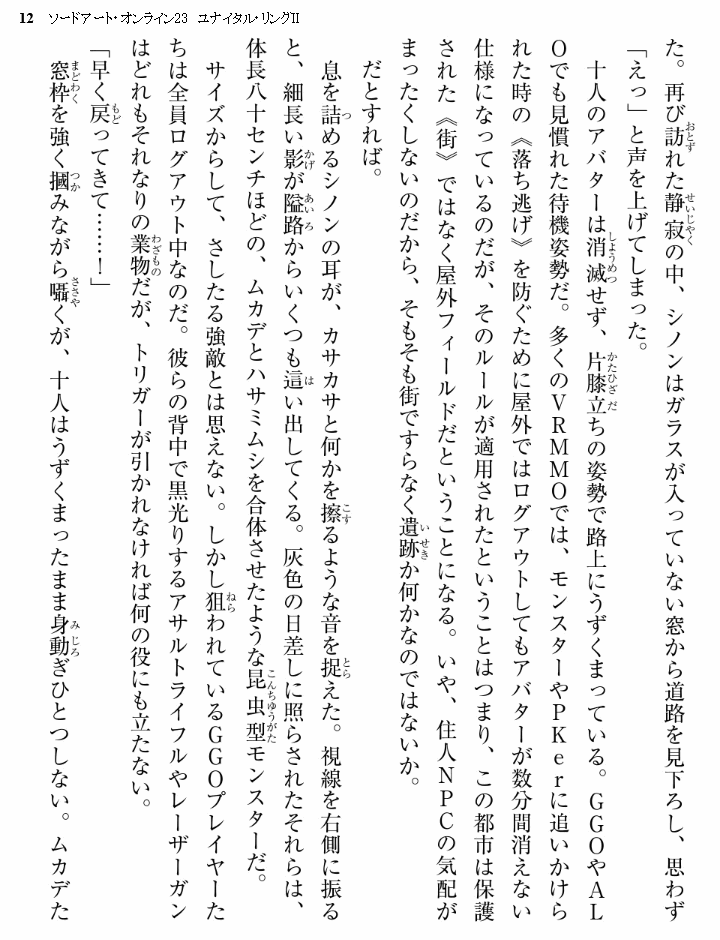 12 ソードアート・オンライン23 ユナイタル・リングII
た。再び訪れた静寂の中、シノンはガラスが入っていない窓から道路を見下ろし、思わず
「えっ」と声を上げてしまった。
十人のアバターは消滅せず、片膝立ちの姿勢で路上にうずくまっている。GGOやAL
Oでも見慣れた待機姿勢だ。多くのVRMMOでは、モンスターやPKerに追いかけら
れた時の《落ち逃げ》を防ぐために屋外ではログアウトしてもアバターが数分間消えない
仕様になっているのだが、そのルールが適用されたということはつまり、この都市は保護
された《街》ではなく屋外フィールドだということになる。いや、住人NPCの気配が
まったくしないのだから、そもそも街ですらなく遺跡か何かなのではないか。
だとすれば。
息を詰めるシノンの耳が、カサカサと何かを擦るような音を捉えた。視線を右側に振る
と、細長い影が隘路からいくつも這い出してくる。灰色の日差しに照らされたそれらは、
体長八十センチほどの、ムカデとハサミムシを合体させたような昆虫型モンスターだ。
サイズからして、さしたる強敵とは思えない。しかし狙われているGGOプレイヤーた
ちは全員ログアウト中なのだ。彼らの背中で黒光りするアサルトライフルやレーザーガン
はどれもそれなりの業物だが、トリガーが引かれなければ何の役にも立たない。
「早く戻ってきて……！」
窓枠を強く摑みながら囁くが、十人はうずくまったまま身動ぎひとつしない。ムカデた